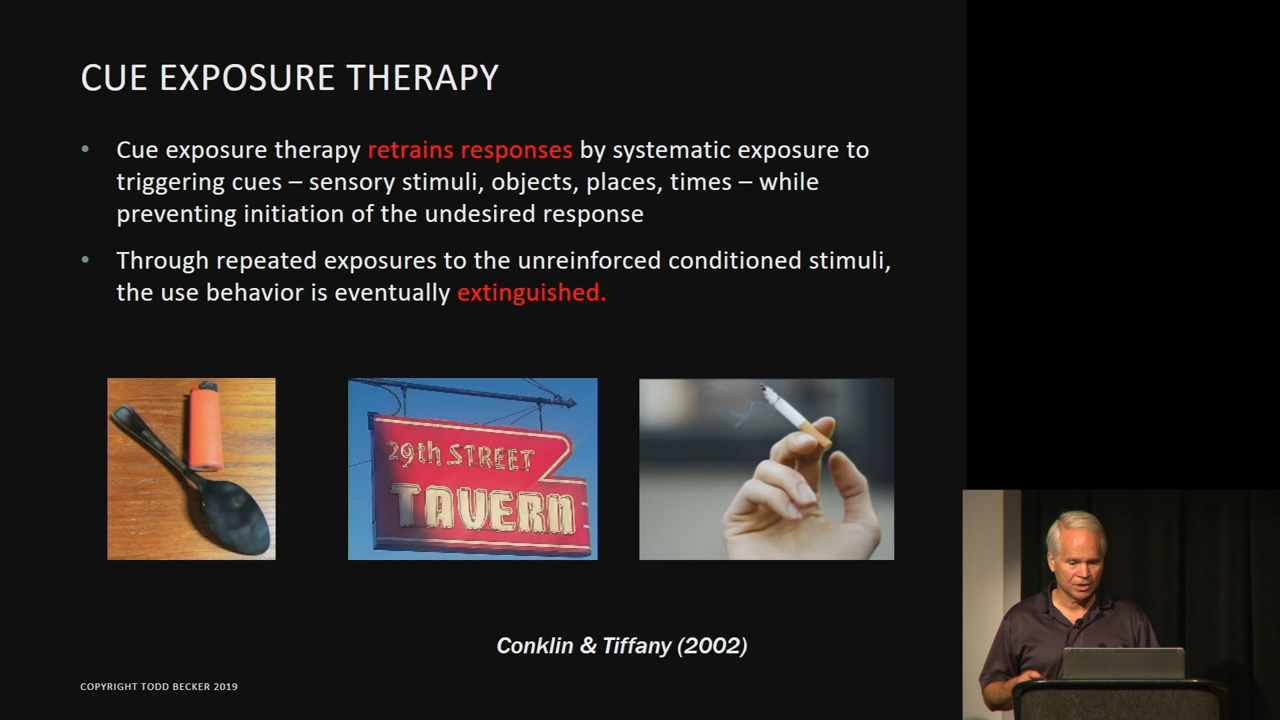 CUE EXPOSURE THERAPY
• Cue exposure therapy retrains responses by systematic exposure to
triggering cues – sensory stimuli, objects, places, times – while
preventing initiation of the undesired response
• Through repeated exposures to the unreinforced conditioned stimuli,
the use behavior is eventually extinguished.
29th STREET
TAVERN
Conklin & Tiffany (2002)
COPYRIGHT TODD BECKER 2019